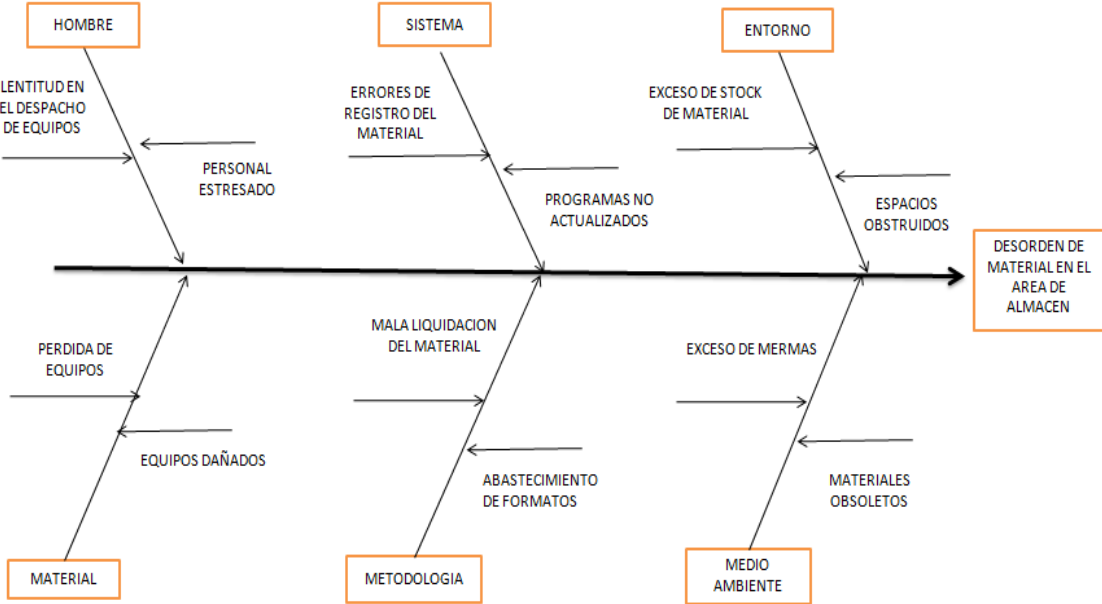 HOMBRE
SISTEMA
ENTORNO
LENTITUD EN
EL DESPACHO
DE EQUIPOS
PERSONAL
ESTRESADO
ERRORES DE
REGISTRO DEL
MATERIAL
PROGRAMAS NO
ACTUALIZADOS
EXCESO DE STOCK
DE MATERIAL
ESPACIOS
OBSTRUIDOS
DESORDEN DE
MATERIAL EN EL
AREA DE
ALMACEN
PERDIDA DE
EQUIPOS
EQUIPOS DAÑADOS
MALA LIQUIDACION
DEL MATERIAL
ABASTECIMIENTO
DE FORMATOS
EXCESO DE MERMAS
MATERIALES
OBSOLETOS
MATERIAL
METODOLOGIA
MEDIO
AMBIENTE